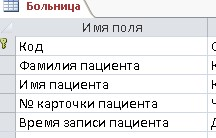 Больница
Имя поля
Код
Фамилия пациента
Имя пациента
№ карточки пациента
Время записи пациента